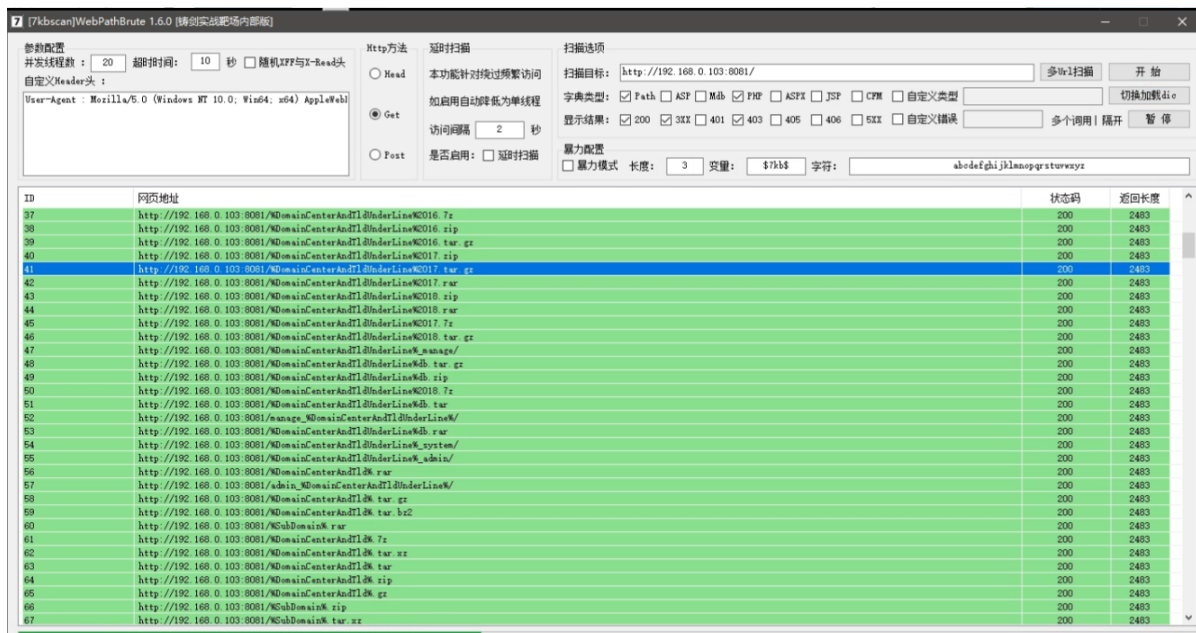 7 [7kbscan]WebPathBrute 1.6.0 [铸剑实战靶场内部版]
参数配置
并发线程数 : 20 超时时间: 10 秒 随机XFF与X-Read头
自定义Header头 :
User-Agent : Mozilla/5.0 (Windows NT 10.0; Win64; x64) AppleWebl
Http方法
Head
Get
Post
延时扫描
本功能针对绕过频繁访问
如启用自动降低为单线程
访问间隔 2 秒
是否启用: 延时扫描
扫描选项
扫描目标: http://192.168.0.103:8081/ 多Url扫描 开 始
字典类型: Path ASP Mdb PHP ASPX JSP CFM 自定义类型 切换加载dic
显示结果: 200 3XX 401 403 405 406 5XX 自定义错误 多个词用| 隔开 暂 停
暴力配置
暴力模式 长度: 3 变量: $7kb$ 字符: abcdefghijklmnopqrstuvwxyz
ID 网页地址 状态码 返回长度
37 http://192.168.0.103:8081/%DomainCenterAndTldUnderLine%2016.7z 200 2483
38 http://192.168.0.103:8081/%DomainCenterAndTldUnderLine%2016.zip 200 2483
39 http://192.168.0.103:8081/%DomainCenterAndTldUnderLine%2016.tar.gz 200 2483
40 http://192.168.0.103:8081/%DomainCenterAndTldUnderLine%2017.zip 200 2483
41 http://192.168.0.103:8081/%DomainCenterAndTldUnderLine%2017.tar.gz 200 2483
42 http://192.168.0.103:8081/%DomainCenterAndTldUnderLine%2017.rar 200 2483
43 http://192.168.0.103:8081/%DomainCenterAndTldUnderLine%2018.zip 200 2483
44 http://192.168.0.103:8081/%DomainCenterAndTldUnderLine%2018.rar 200 2483
45 http://192.168.0.103:8081/%DomainCenterAndTldUnderLine%2017.7z 200 2483
46 http://192.168.0.103:8081/%DomainCenterAndTldUnderLine%2018.tar.gz 200 2483
47 http://192.168.0.103:8081/%DomainCenterAndTldUnderLine%_manage/ 200 2483
48 http://192.168.0.103:8081/%DomainCenterAndTldUnderLine%db.tar.gz 200 2483
49 http://192.168.0.103:8081/%DomainCenterAndTldUnderLine%db.zip 200 2483
50 http://192.168.0.103:8081/%DomainCenterAndTldUnderLine%2018.7z 200 2483
51 http://192.168.0.103:8081/%DomainCenterAndTldUnderLine%db.tar 200 2483
52 http://192.168.0.103:8081/manage_%DomainCenterAndTldUnderLine%/ 200 2483
53 http://192.168.0.103:8081/%DomainCenterAndTldUnderLine%db.rar 200 2483
54 http://192.168.0.103:8081/%DomainCenterAndTldUnderLine%_system/ 200 2483
55 http://192.168.0.103:8081/%DomainCenterAndTldUnderLine%_admin/ 200 2483
56 http://192.168.0.103:8081/%DomainCenterAndTld%.rar 200 2483
57 http://192.168.0.103:8081/admin_%DomainCenterAndTldUnderLine%/ 200 2483
58 http://192.168.0.103:8081/%DomainCenterAndTld%.tar.gz 200 2483
59 http://192.168.0.103:8081/%DomainCenterAndTld%.tar.bz2 200 2483
60 http://192.168.0.103:8081/%SubDomain%.rar 200 2483
61 http://192.168.0.103:8081/%DomainCenterAndTld%.7z 200 2483
62 http://192.168.0.103:8081/%DomainCenterAndTld%.tar.xz 200 2483
63 http://192.168.0.103:8081/%DomainCenterAndTld%.tar 200 2483
64 http://192.168.0.103:8081/%DomainCenterAndTld%.zip 200 2483
65 http://192.168.0.103:8081/%DomainCenterAndTld%.gz 200 2483
66 http://192.168.0.103:8081/%SubDomain%.zip 200 2483
67 http://192.168.0.103:8081/%SubDomain%.tar.xz 200 2483